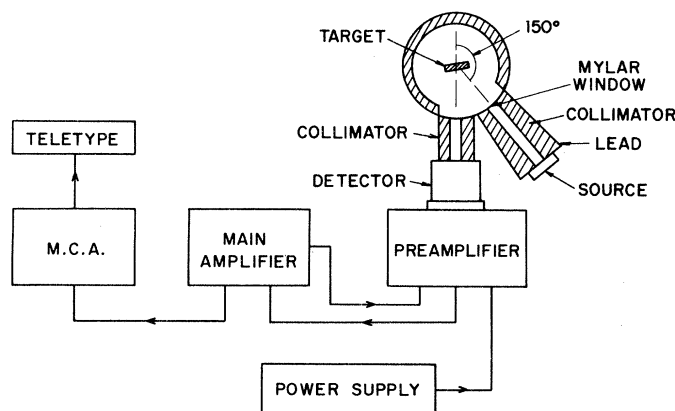 TARGET
150°
MYLAR
WINDOW
COLLIMATOR
LEAD
SOURCE
COLLIMATOR
DETECTOR
TELETYPE
M.C.A.
MAIN
AMPLIFIER
PREAMPLIFIER
POWER SUPPLY